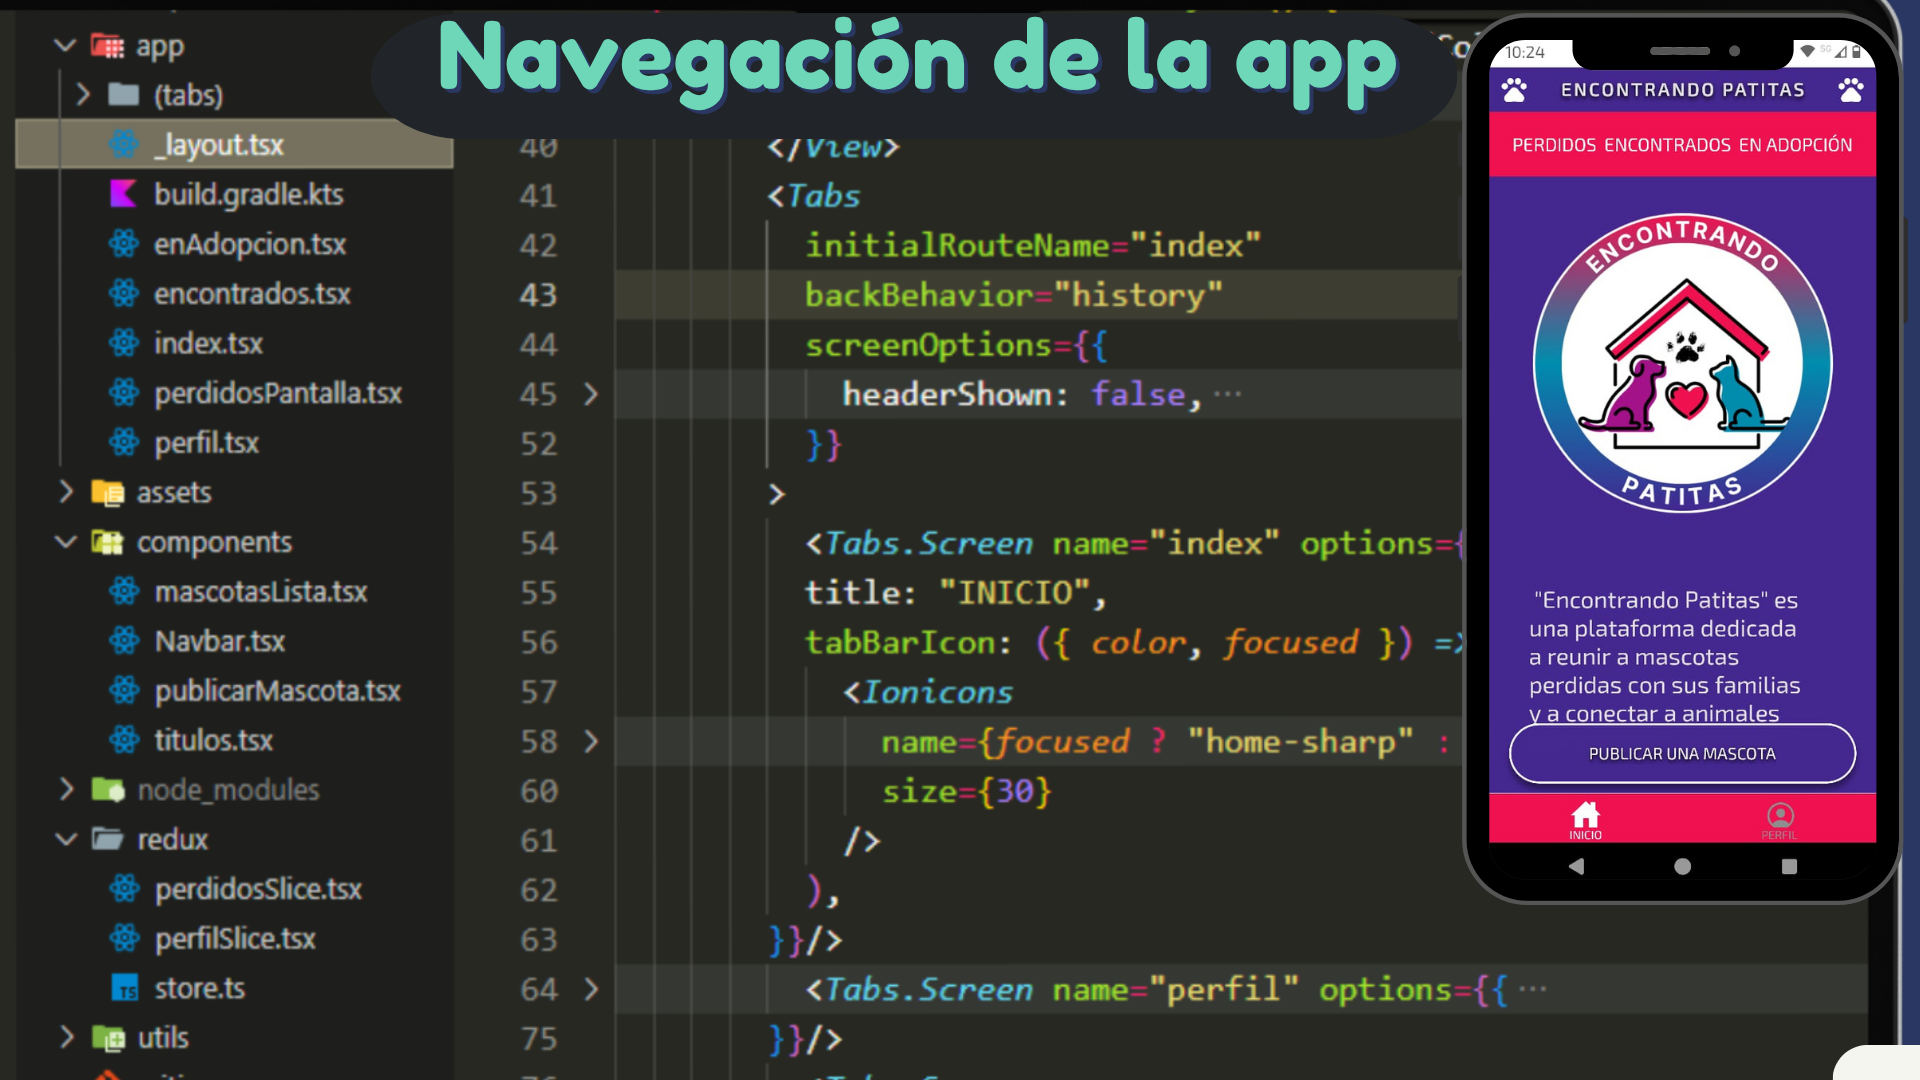 Navegación de la app
app
(tabs)
_layout.tsx
build.gradle.kts
enAdopcion.tsx
encontrados.tsx
index.tsx
perdidosPantalla.tsx
perfil.tsx
assets
components
mascotasLista.tsx
Navbar.tsx
publicarMascota.tsx
titulos.tsx
node_modules
redux
perdidosSlice.tsx
perfilSlice.tsx
store.ts
utils
40 </View>
41 <Tabs
42 initialRouteName="index"
43 backBehavior="history"
44 screenOptions={{
45 headerShown: false, ···
52 }}
53 >
54 <Tabs.Screen name="index" options={
55 title: "INICIO",
56 tabBarIcon: ({ color, focused }) =>
57 <Ionicons
58 name={focused ? "home-sharp" :
60 size={30}
61 />
62 ),
63 }}/>
64 <Tabs.Screen name="perfil" options={{ ···
75 }}/>
10:24 5G
ENCONTRANDO PATITAS
PERDIDOS ENCONTRADOS EN ADOPCIÓN
ENCONTRANDO
PATITAS
"Encontrando Patitas" es
una plataforma dedicada
a reunir a mascotas
perdidas con sus familias
y a conectar a animales
PUBLICAR UNA MASCOTA
INICIO PERFIL